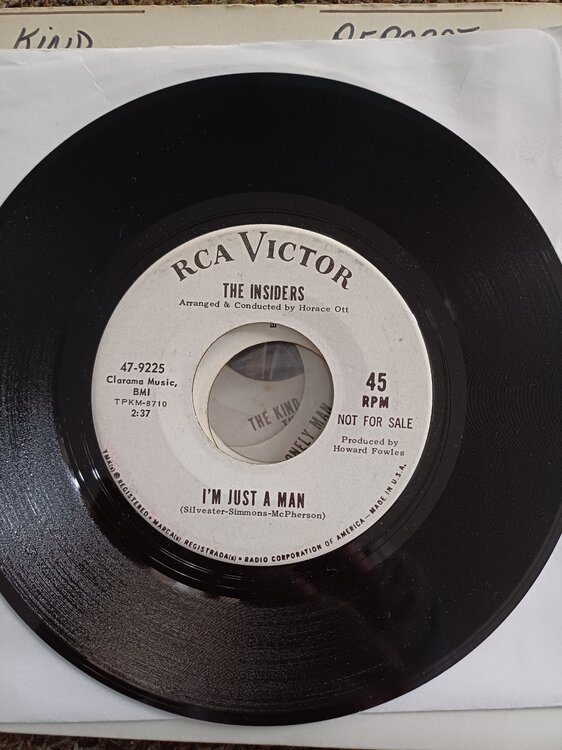 KIND
RCA VICTOR
THE INSIDERS
Arranged & Conducted by Horace Ott
47-9225
Clarama Music,
BMI
TPKM-8710
2:37
45
RPM
NOT FOR SALE
Produced by
Howard Fowles
THE KIND
I'M JUST A MAN
(Silvester-Simmons-McPherson)
TMK(s) ® REGISTERED • MARCA(s) REGISTRADA(s) • RADIO CORPORATION OF AMERICA — MADE IN U.S.A.